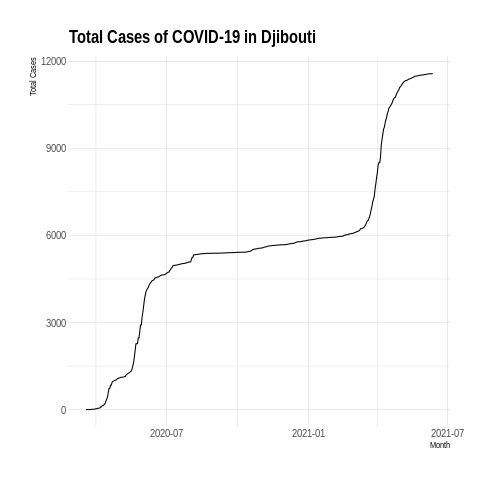 Total Cases of COVID-19 in Djibouti
Total Cases
12000
9000
6000
3000
0
2020-07
2021-01
2021-07
Month